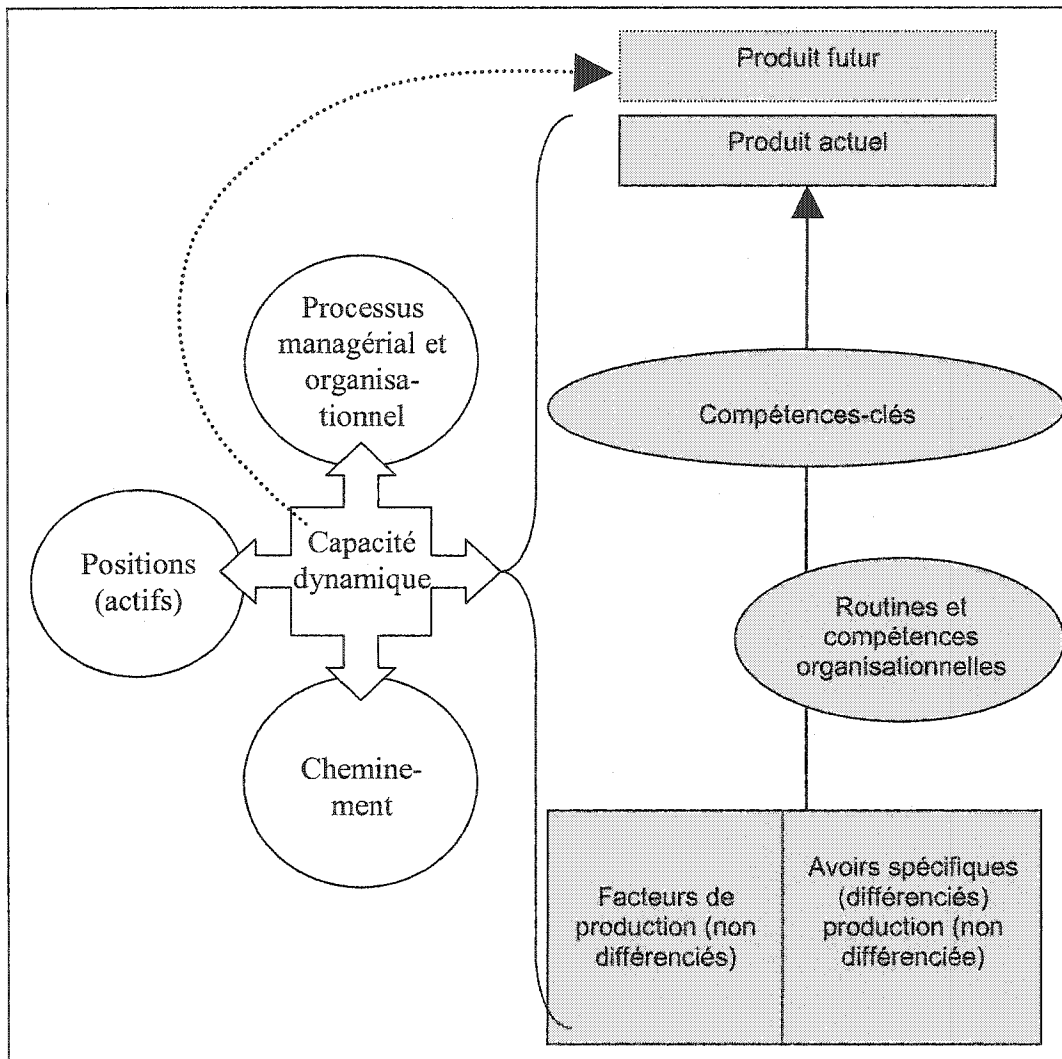 Produit futur
Produit actuel
Processus
managérial et
organisa-
tionnel
Compétences-clés
Capacité
dynamique
Positions
(actifs)
Routines et
compétences
organisationnelles
Chemine-
ment
Facteurs de
production (non
différenciés)
Avoirs spécifiques
(différenciés)
production (non
différenciée)